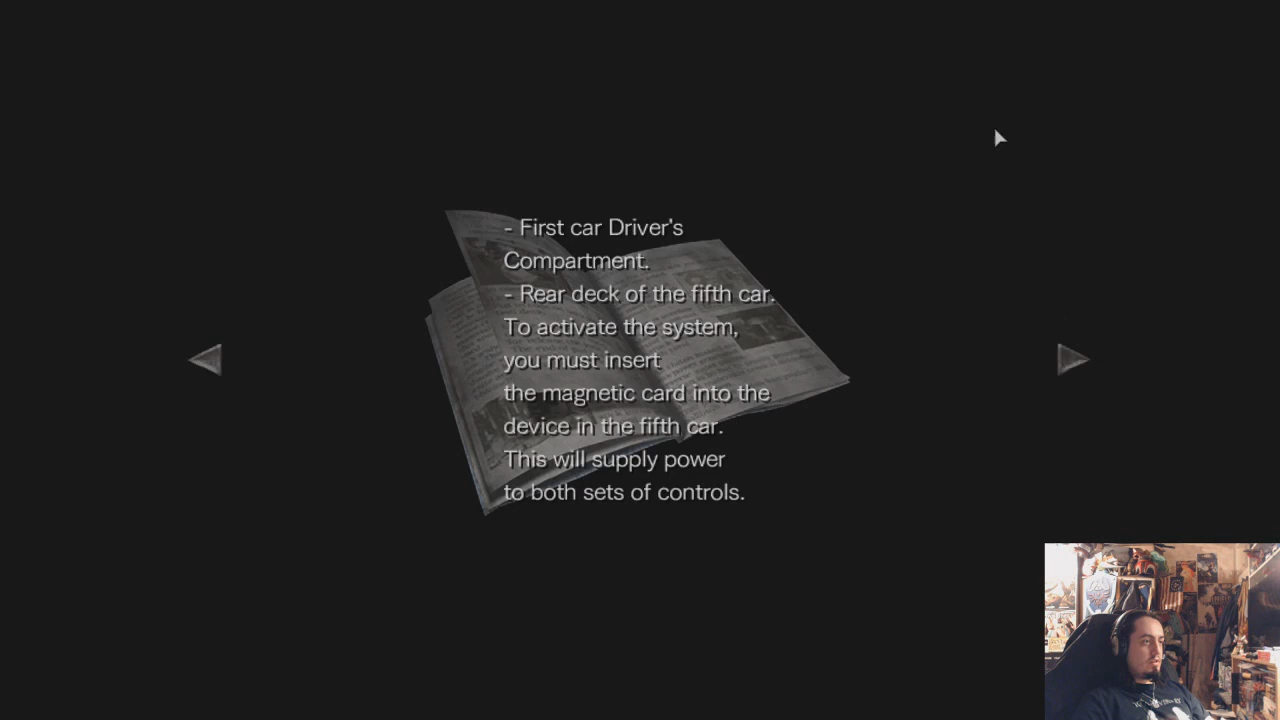 - First car Driver's
Compartment.
- Rear deck of the fifth car.
To activate the system,
you must insert
the magnetic card into the
device in the fifth car.
This will supply power
to both sets of controls.